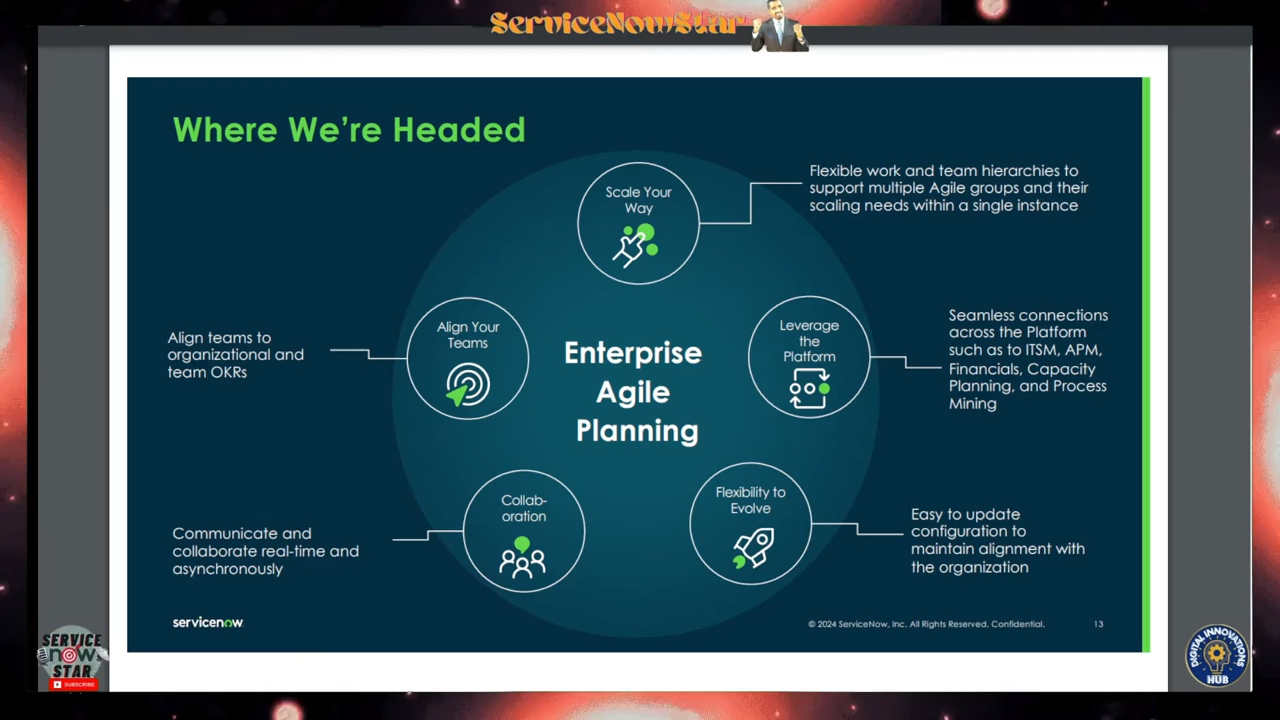 ServiceNowStar
Where We're Headed
Scale Your
Way
Flexible work and team hierarchies to
support multiple Agile groups and their
scaling needs within a single instance
Align Your
Teams
Align teams to
organizational and
team OKRs
Enterprise
Agile
Planning
Leverage
the
Platform
Seamless connections
across the Platform
such as to ITSM, APM,
Financials, Capacity
Planning, and Process
Mining
Collab-
oration
Communicate and
collaborate real-time and
asynchronously
Flexibility to
Evolve
Easy to update
configuration to
maintain alignment with
the organization
servicenow
© 2024 ServiceNow, Inc. All Rights Reserved. Confidential.
13
SERVICE
NOW
STAR
SUBSCRIBE
DIGITAL INNOVATIONS
HUB